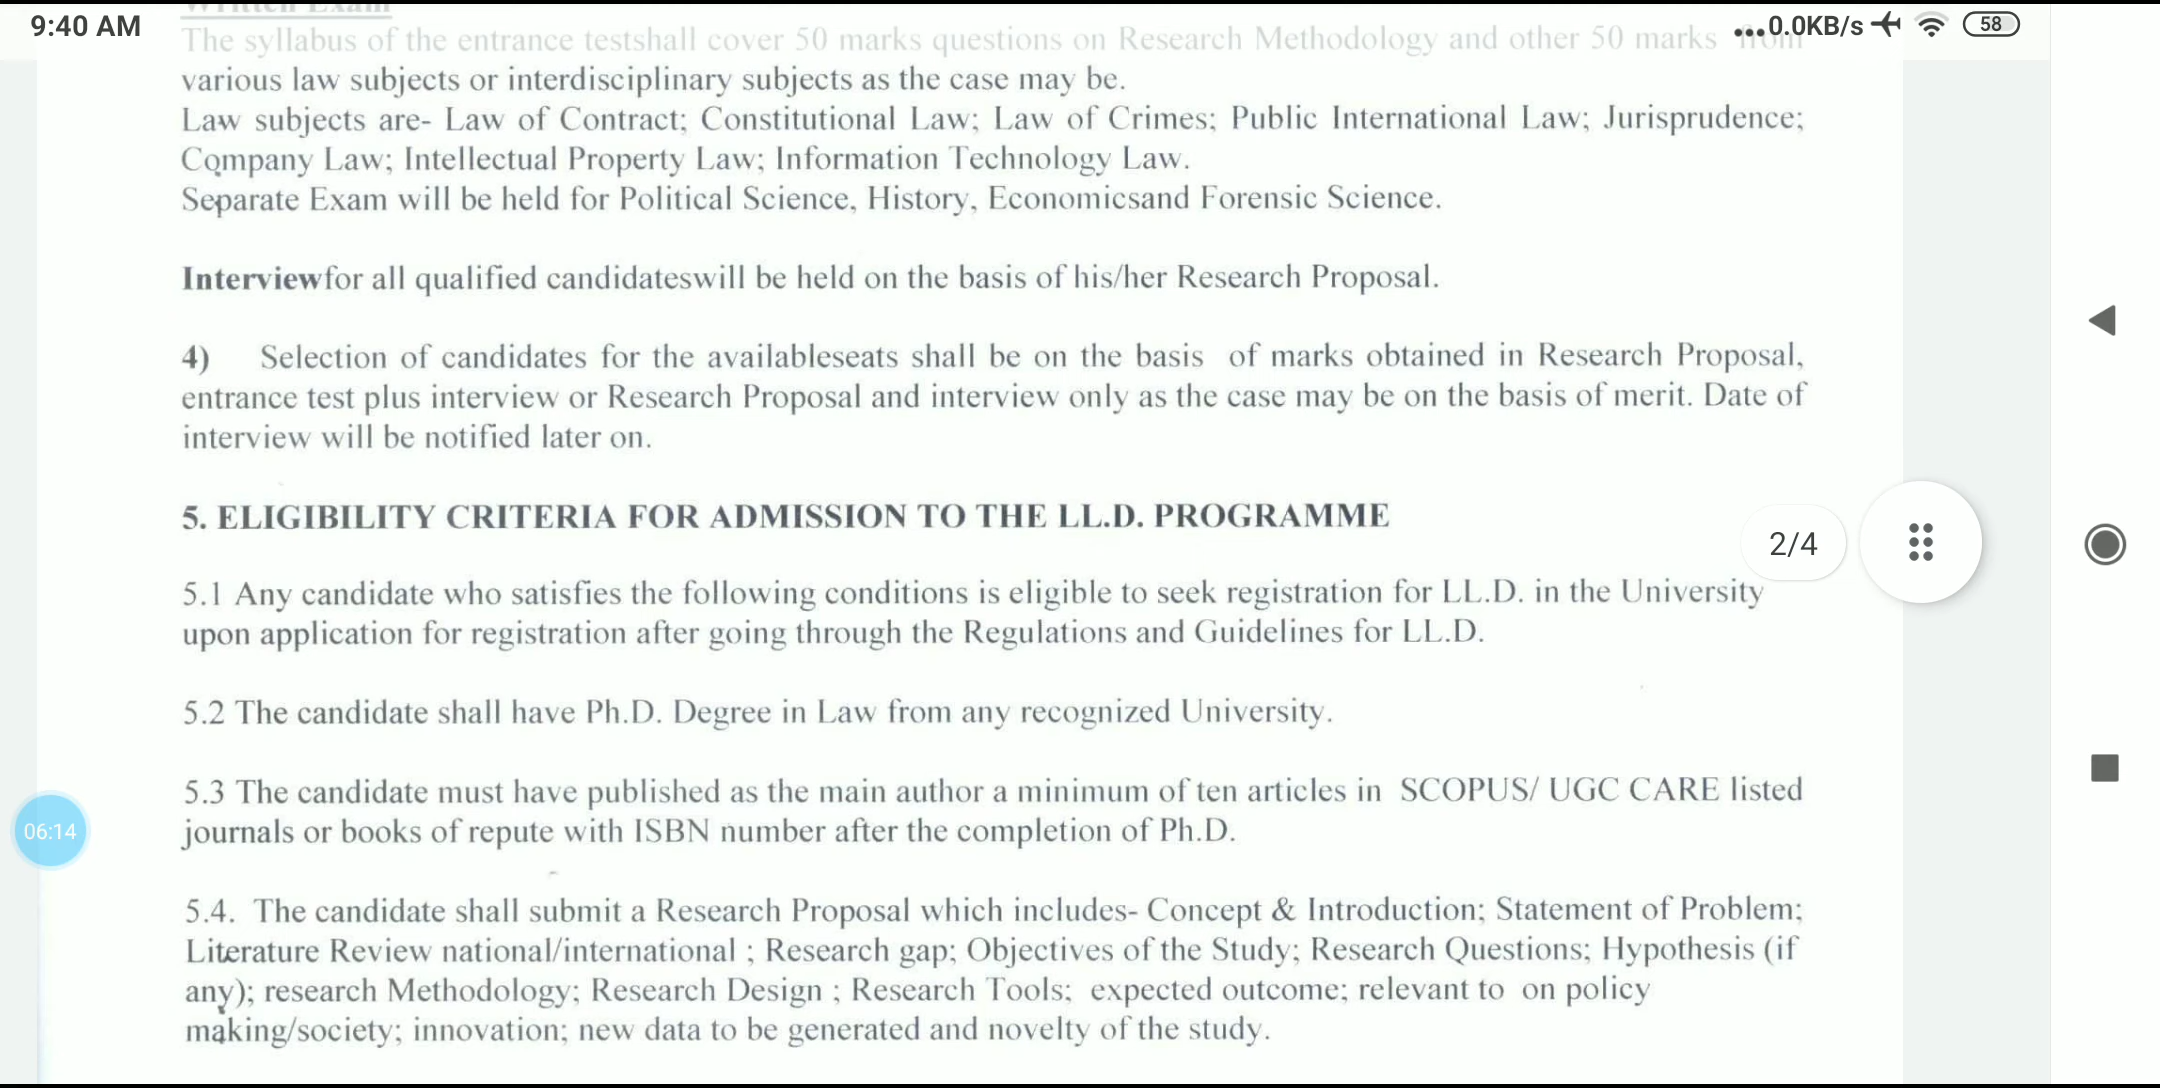 Written Exam
9:40 AM
...0.0KB/s
58
The syllabus of the entrance testshall cover 50 marks questions on Research Methodology and other 50 marks from
various law subjects or interdisciplinary subjects as the case may be.
Law subjects are- Law of Contract; Constitutional Law; Law of Crimes; Public International Law; Jurisprudence;
Company Law; Intellectual Property Law; Information Technology Law.
Separate Exam will be held for Political Science, History, Economicsand Forensic Science.
Interviewfor all qualified candidateswill be held on the basis of his/her Research Proposal.
4) Selection of candidates for the availableseats shall be on the basis of marks obtained in Research Proposal,
entrance test plus interview or Research Proposal and interview only as the case may be on the basis of merit. Date of
interview will be notified later on.
5. ELIGIBILITY CRITERIA FOR ADMISSION TO THE LL.D. PROGRAMME
2/4
5.1 Any candidate who satisfies the following conditions is eligible to seek registration for LL.D. in the University
upon application for registration after going through the Regulations and Guidelines for LL.D.
5.2 The candidate shall have Ph.D. Degree in Law from any recognized University.
5.3 The candidate must have published as the main author a minimum of ten articles in SCOPUS/ UGC CARE listed
journals or books of repute with ISBN number after the completion of Ph.D.
06:14
5.4. The candidate shall submit a Research Proposal which includes- Concept & Introduction; Statement of Problem;
Literature Review national/international ; Research gap; Objectives of the Study; Research Questions; Hypothesis (if
any); research Methodology; Research Design ; Research Tools; expected outcome; relevant to on policy
making/society; innovation; new data to be generated and novelty of the study.